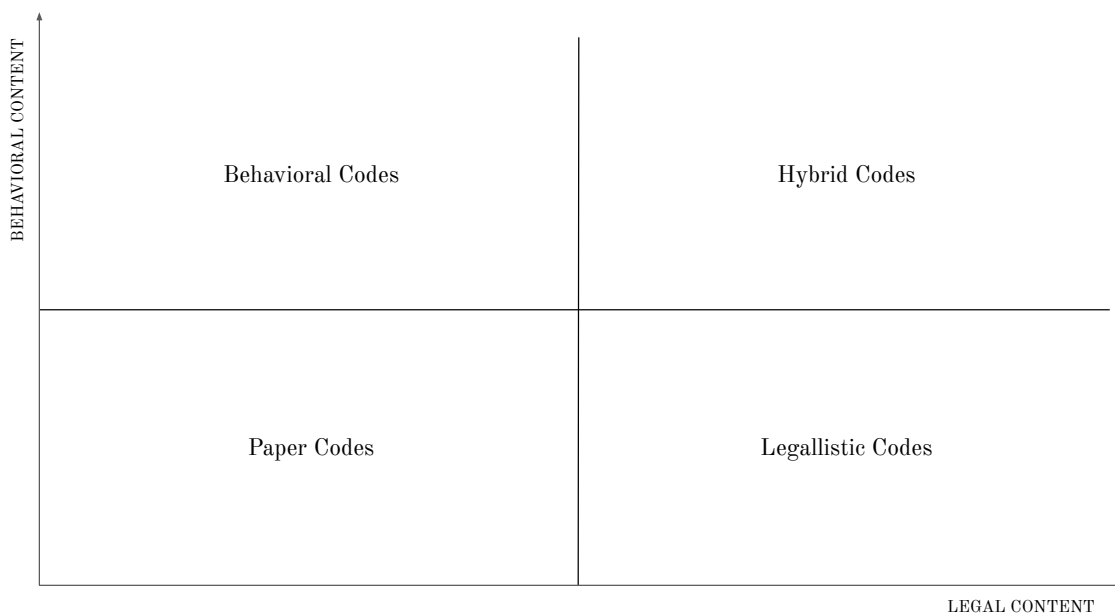 BEHAVIORAL CONTENT
Behavioral Codes
Hybrid Codes
Paper Codes
Legallistic Codes
LEGAL CONTENT